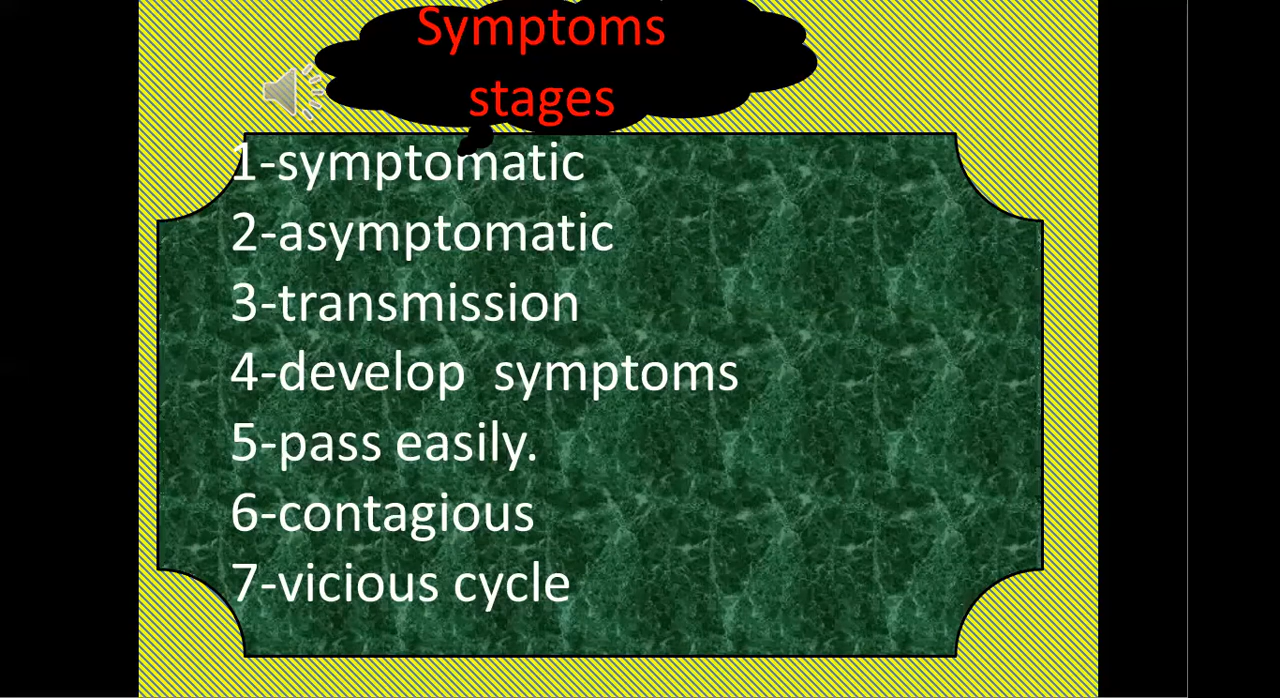 Symptoms
stages
1-symptomatic
2-asymptomatic
3-transmission
4-develop  symptoms
5-pass easily.
6-contagious
7-vicious cycle